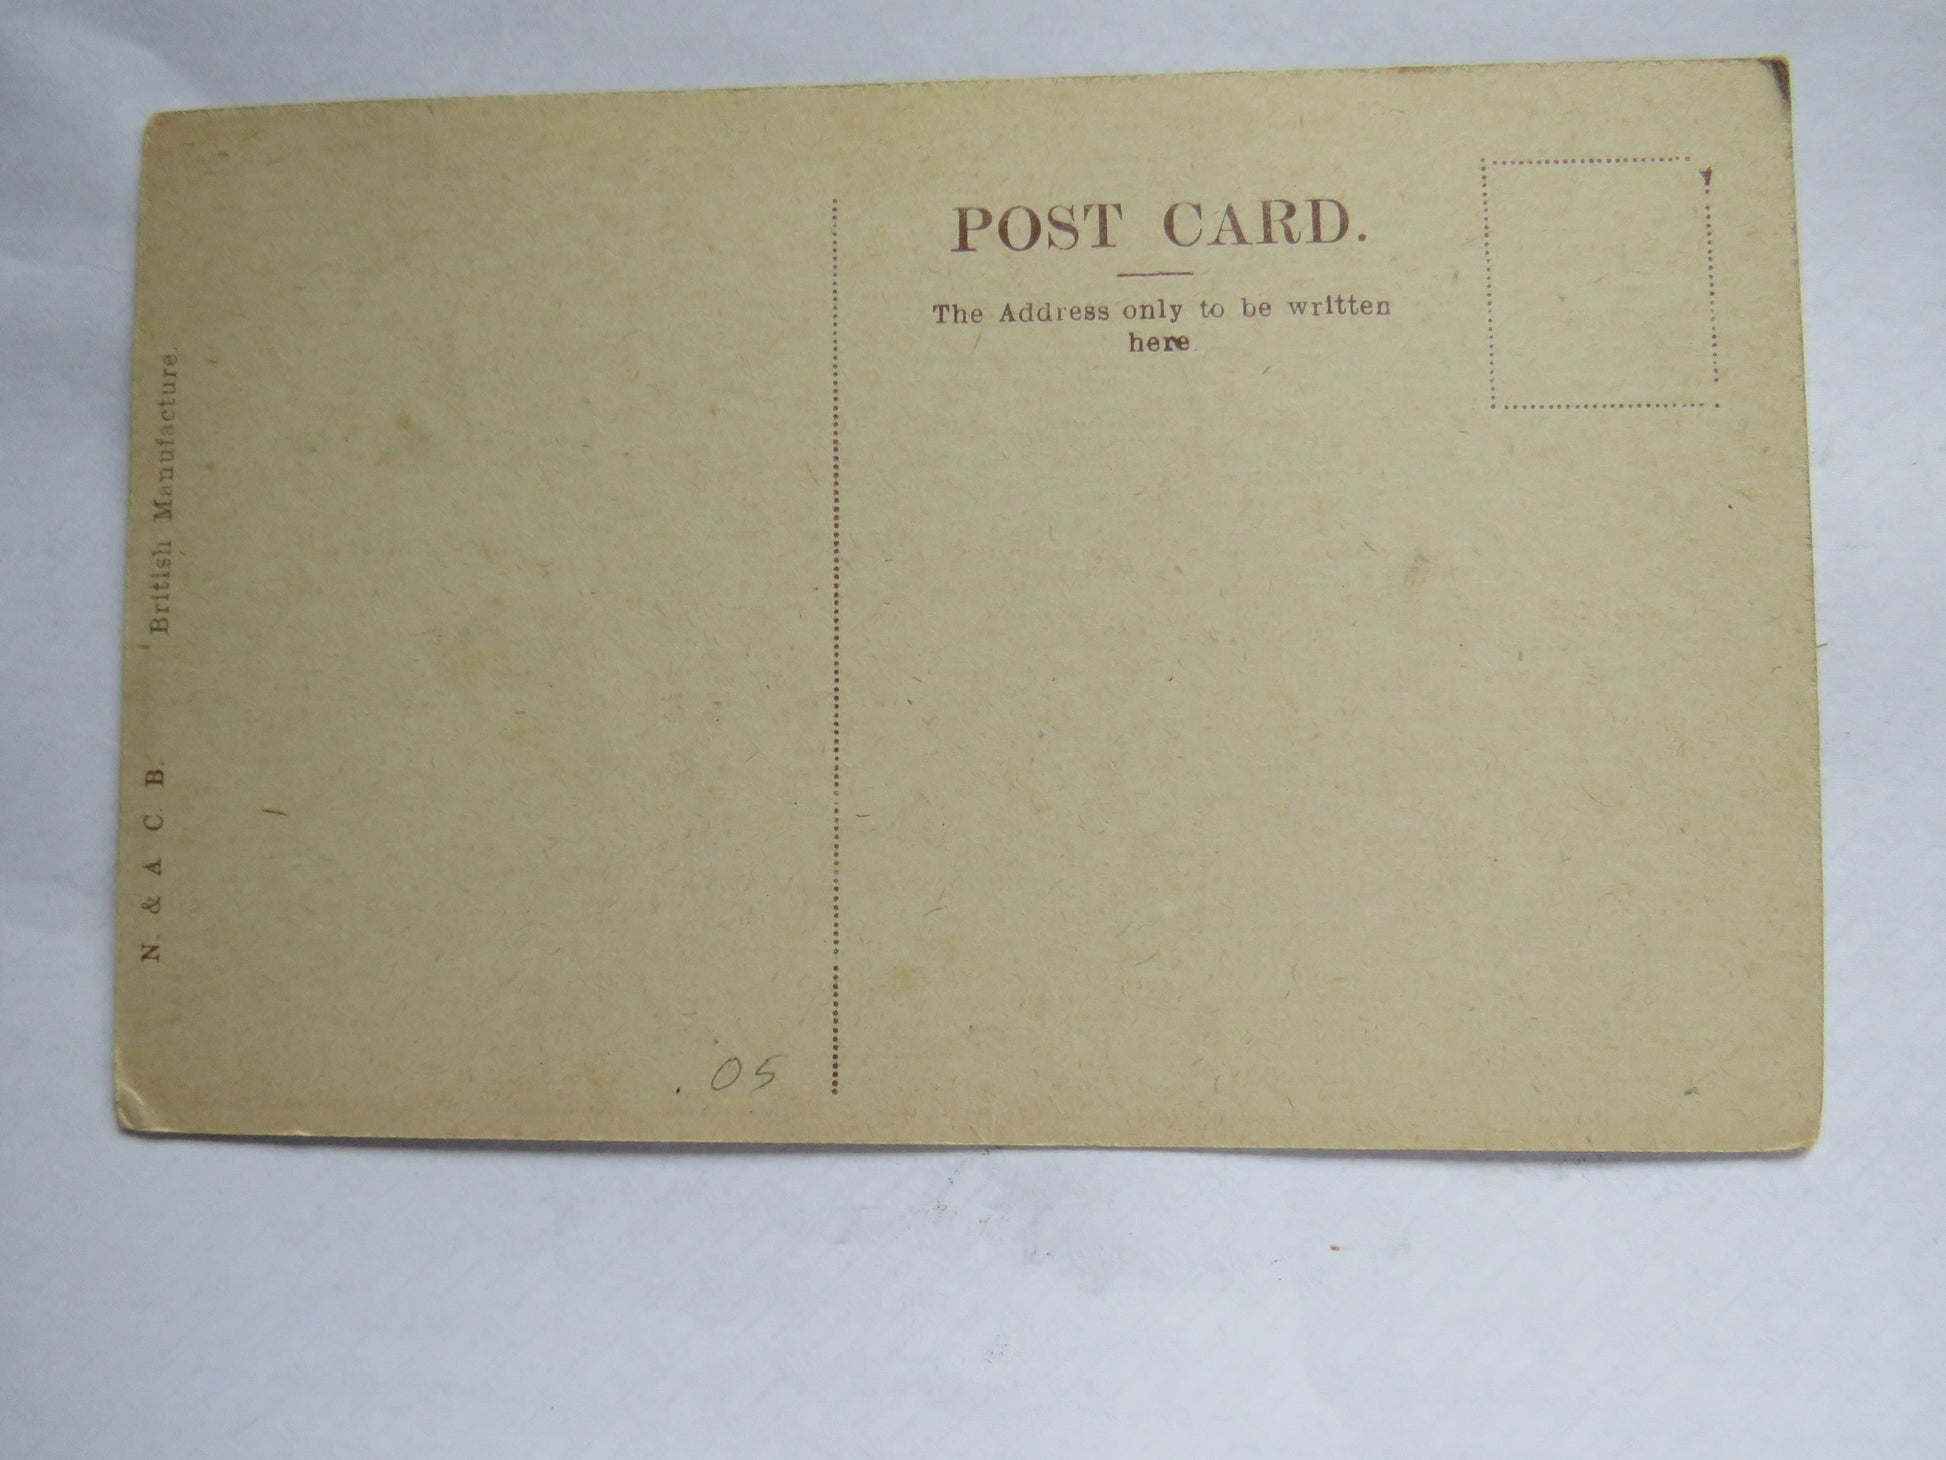 POST CARD.
The Address only to be written
here.
N. & A C. B. British Manufacture.
.05